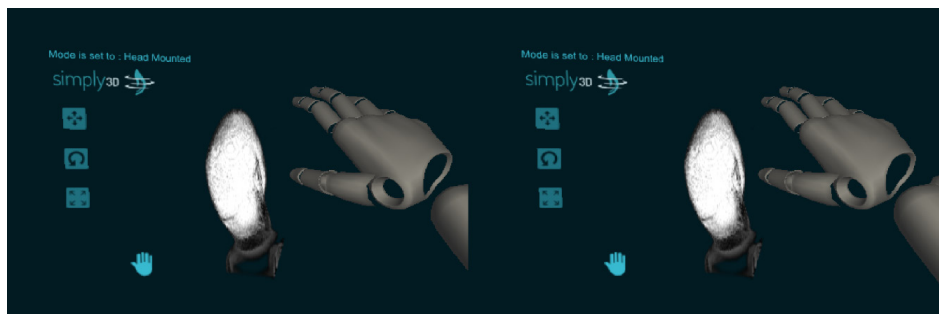 Mode is set to : Head Mounted
simply3D
Mode is set to : Head Mounted
simply3D